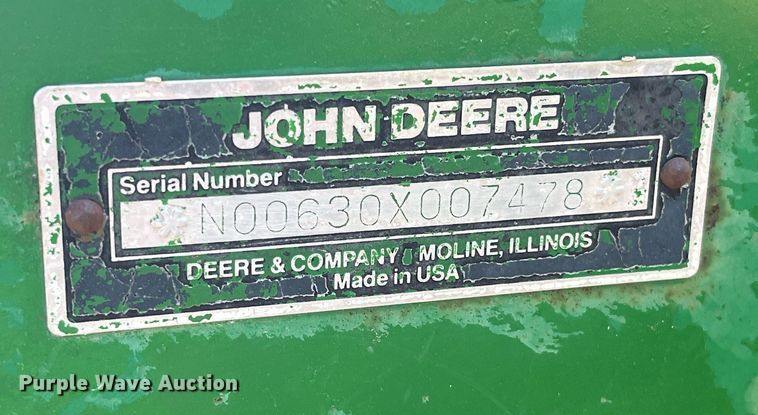 JOHN DEERE
Serial Number
N00630X007478
DEERE & COMPANY MOLINE, ILLINOIS
Made in USA
Purple Wave Auction